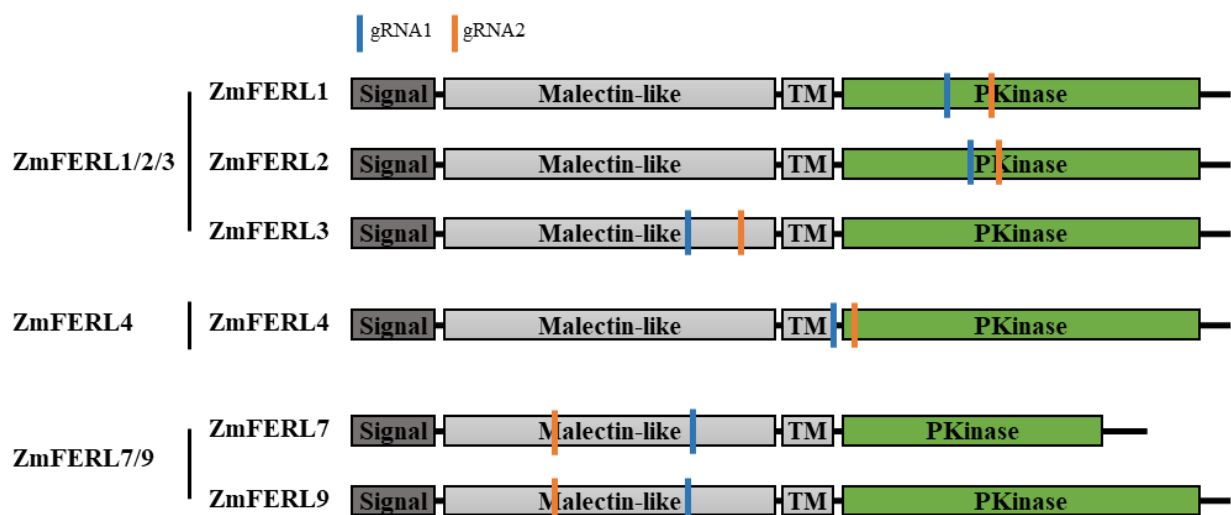 gRNA1 gRNA2
ZmFERL1 Signal Malectin-like TM PKinase
ZmFERL1/2/3 ZmFERL2 Signal Malectin-like TM PKinase
ZmFERL3 Signal Malectin-like TM PKinase
ZmFERL4 ZmFERL4 Signal Malectin-like TM PKinase
ZmFERL7 Signal Malectin-like TM PKinase
ZmFERL7/9
ZmFERL9 Signal Malectin-like TM PKinase